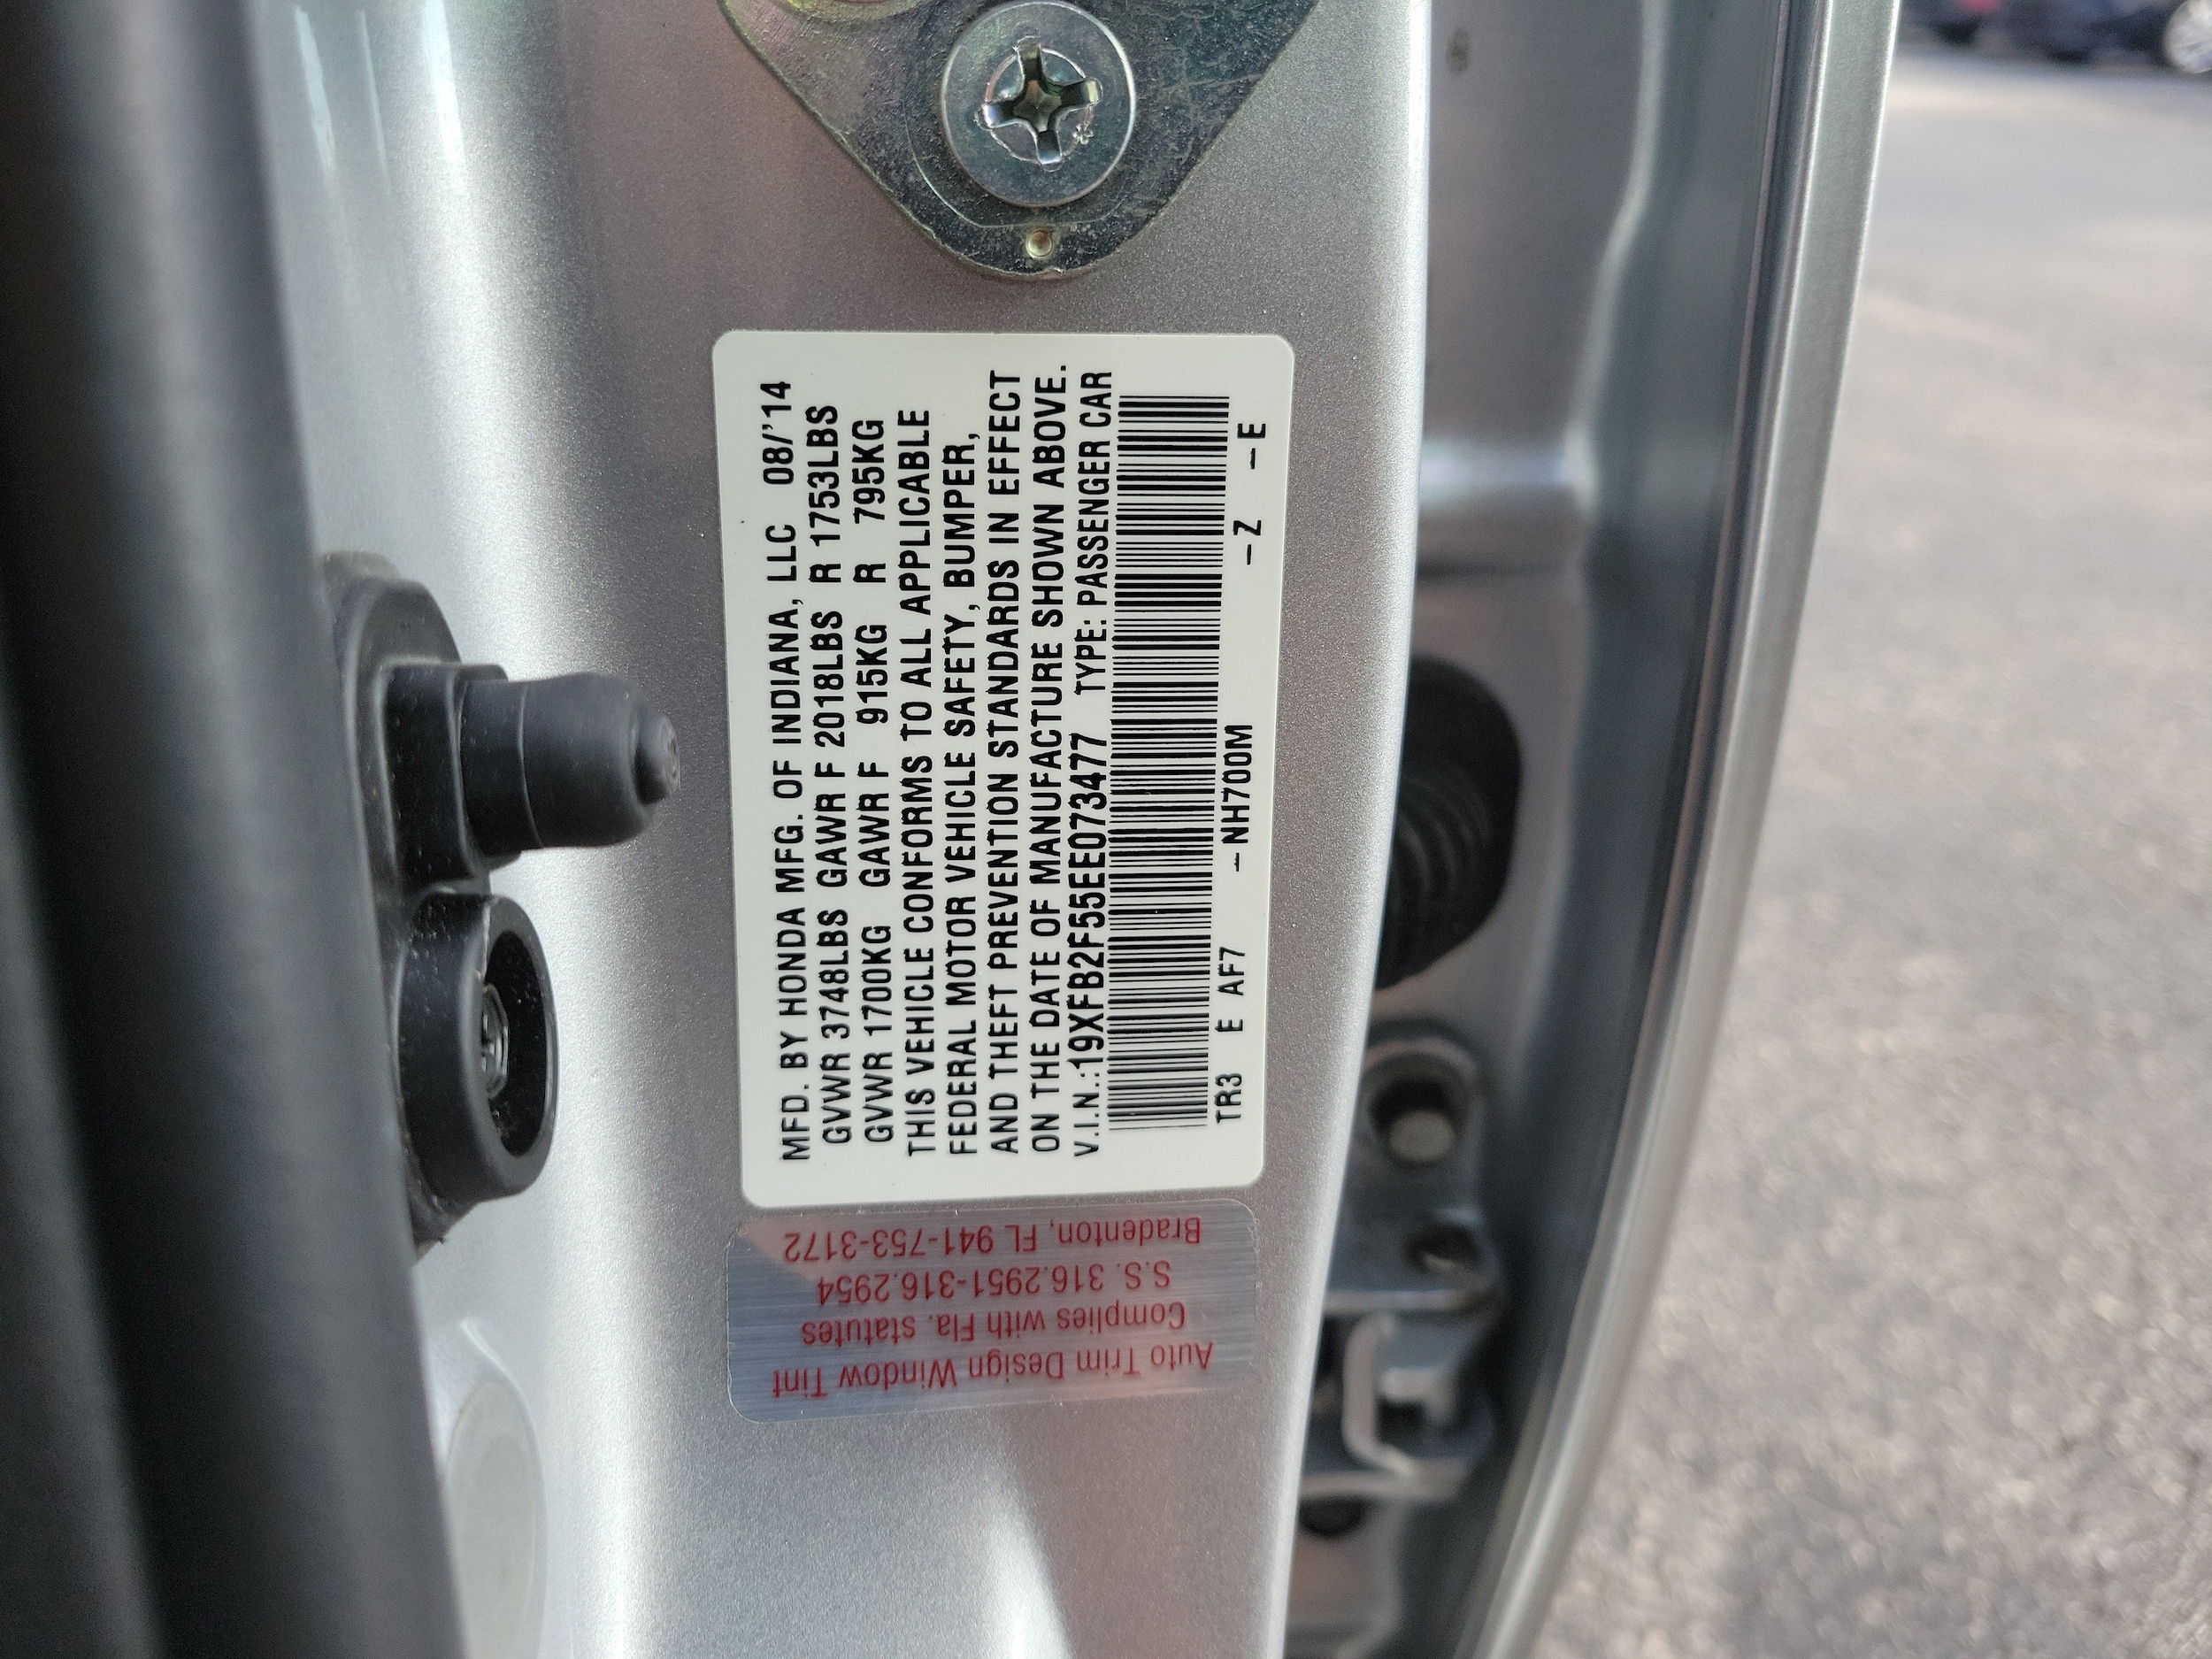 MFD. BY HONDA MFG. OF INDIANA, LLC 08/'14
GVWR 3748LBS GAWR F 2018LBS R 1753LBS
GVWR 1700KG GAWR F 915KG R 795KG
THIS VEHICLE CONFORMS TO ALL APPLICABLE
FEDERAL MOTOR VEHICLE SAFETY, BUMPER,
AND THEFT PREVENTION STANDARDS IN EFFECT
ON THE DATE OF MANUFACTURE SHOWN ABOVE.
V.I.N.:19XFB2F55EE073477 TYPE: PASSENGER CAR
TR3 E AF7 -NH700M -Z -E
Auto Trim Design Window Tint
Complies with Fla. statutes
S.S. 316.2951-316.2954
Bradenton, FL 941-753-3172